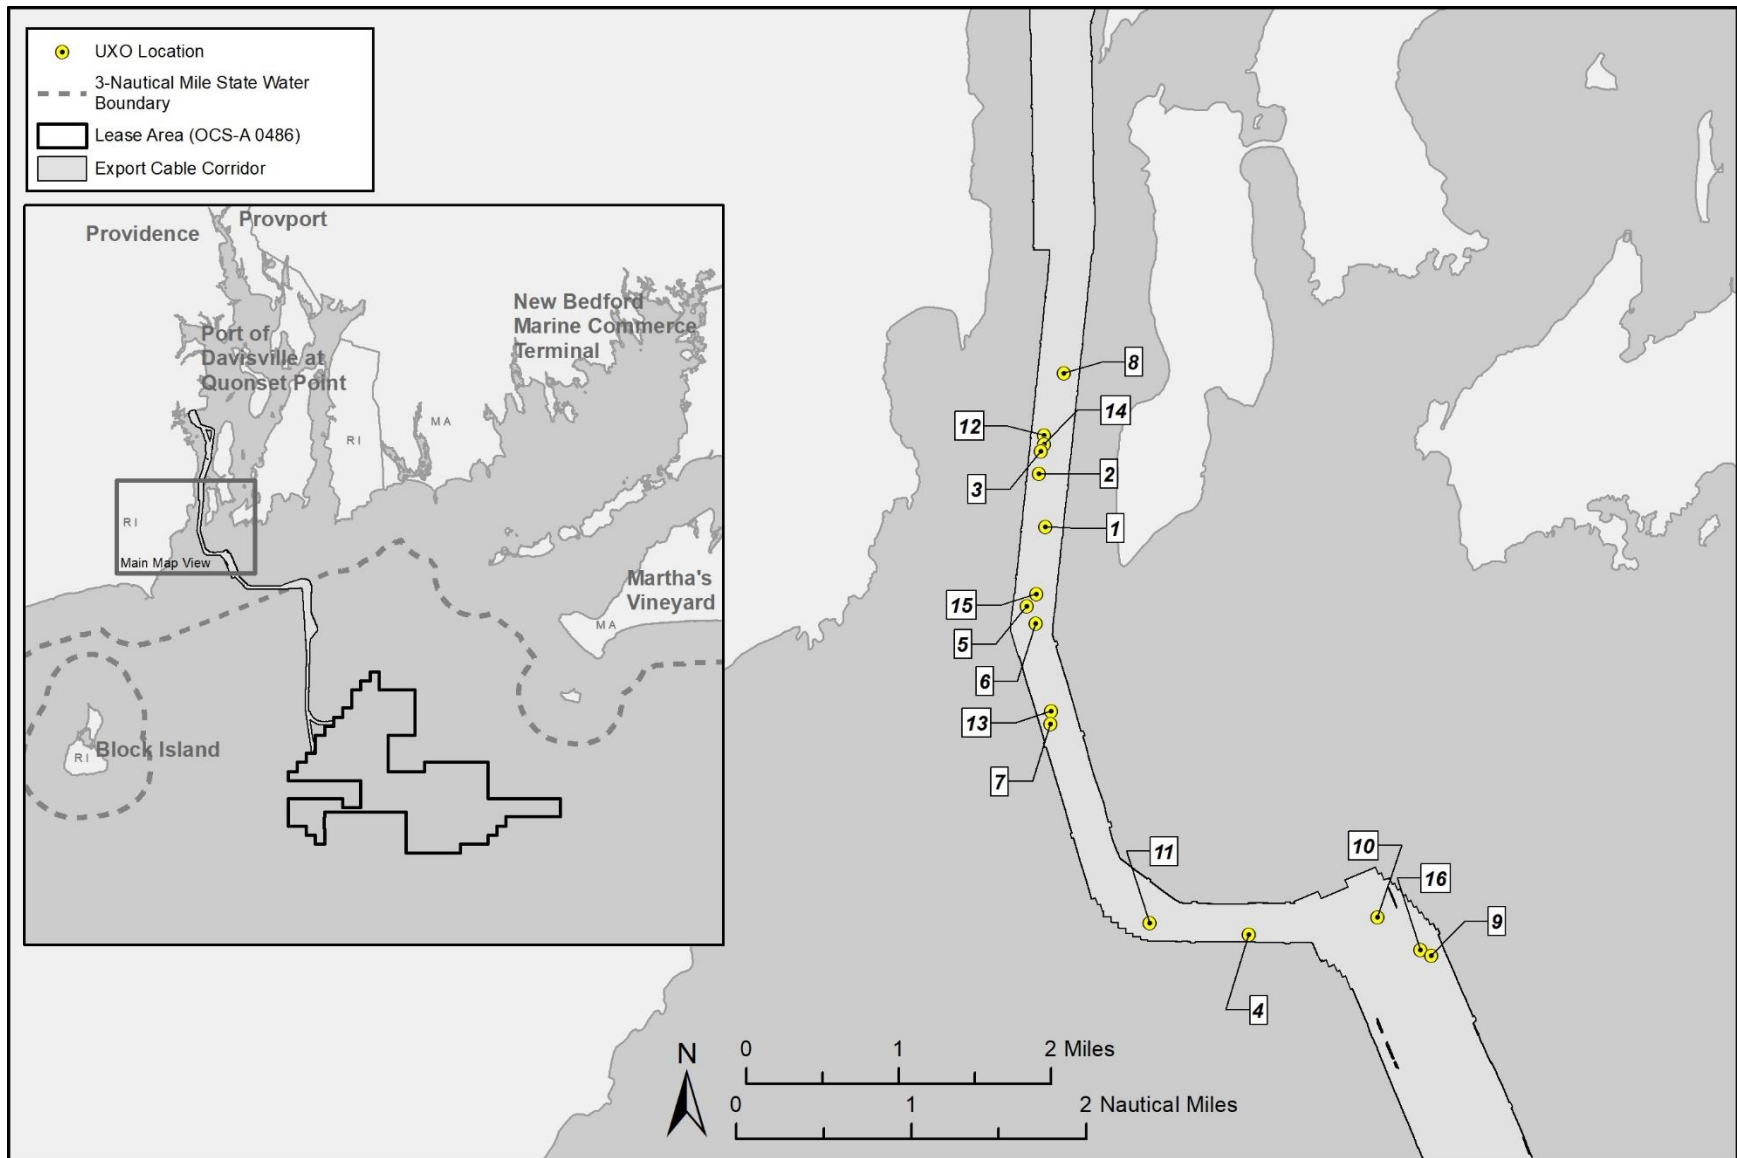 UXO Location
3-Nautical Mile State Water
Boundary
Lease Area (OCS-A 0486)
Export Cable Corridor
Provport
Providence
New Bedford
Marine Commerce
Terminal
Port of
Davisville at
Quonset Point
MA
RI
RI
Main Map View
Martha's
Vineyard
MA
Block Island
RI
8
14
12
2
3
1
15
5
6
13
7
10
11
16
9
4
N
0 1 2 Miles
0 1 2 Nautical Miles